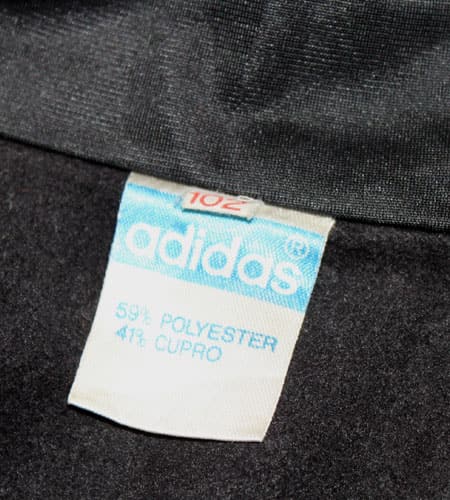 102
adidas®
59% POLYESTER
41% CUPRO